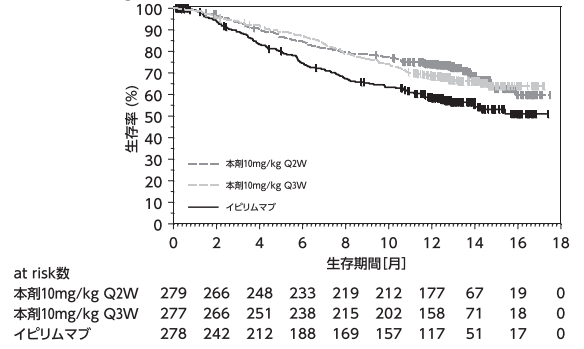 100
90
80
70
60
50
40
30
20
10
0
生存率(%)
本剤10mg/kg Q2W
本剤10mg/kg Q3W
イピリムマブ
0 2 4 6 8 10 12 14 16 18
生存期間[月]
at risk数
本剤10mg/kg Q2W 279 266 248 233 219 212 177 67 19 0
本剤10mg/kg Q3W 277 266 251 238 215 202 158 71 18 0
イピリムマブ 278 242 212 188 169 157 117 51 17 0